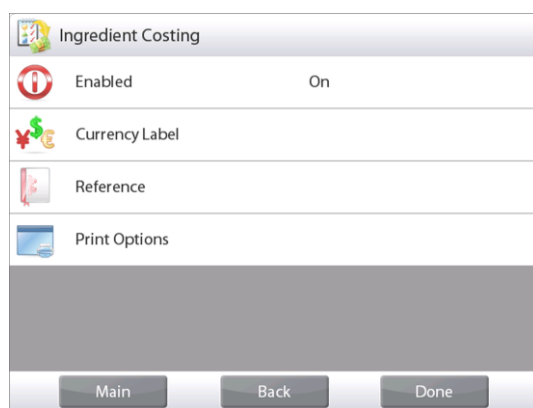 Ingredient Costing
Enabled On
Currency Label
Reference
Print Options
Main Back Done